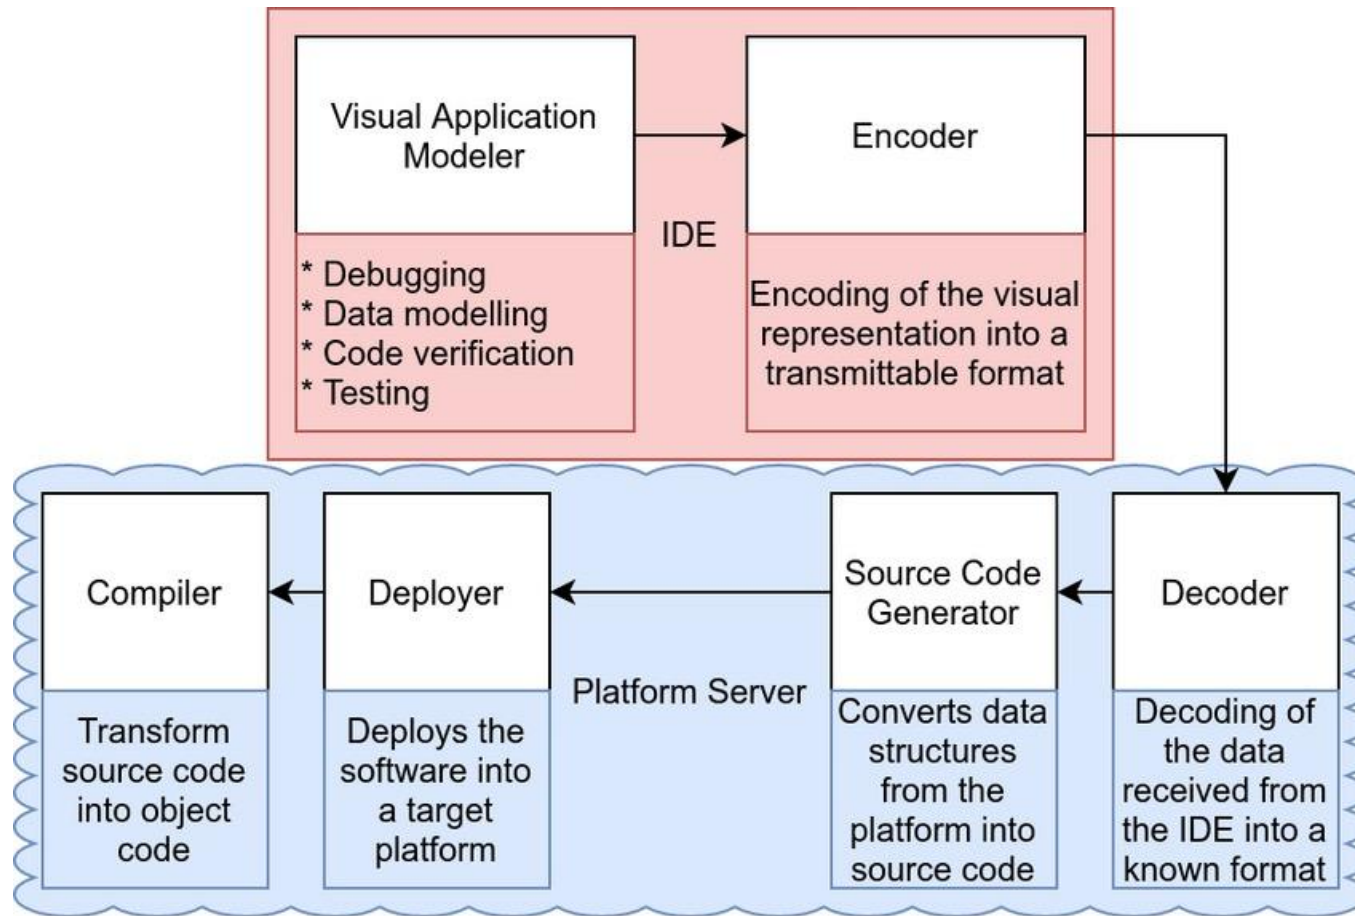 Visual Application
Modeler
Encoder
IDE
* Debugging
* Data modelling
* Code verification
* Testing
Encoding of the visual
representation into a
transmittable format
Compiler
Deployer
Source Code
Generator
Decoder
Platform Server
Transform
source code
into object
code
Deploys the
software into
a target
platform
Converts data
structures
from the
platform into
source code
Decoding of
the data
received from
the IDE into a
known format